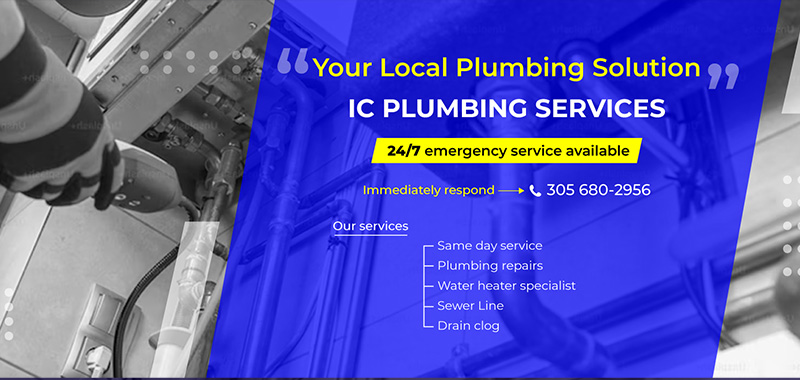 Your Local Plumbing Solution
IC PLUMBING SERVICES
24/7 emergency service available
Immediately respond
305 680-2956
Our services
Same day service
Plumbing repairs
Water heater specialist
Sewer Line
Drain clog